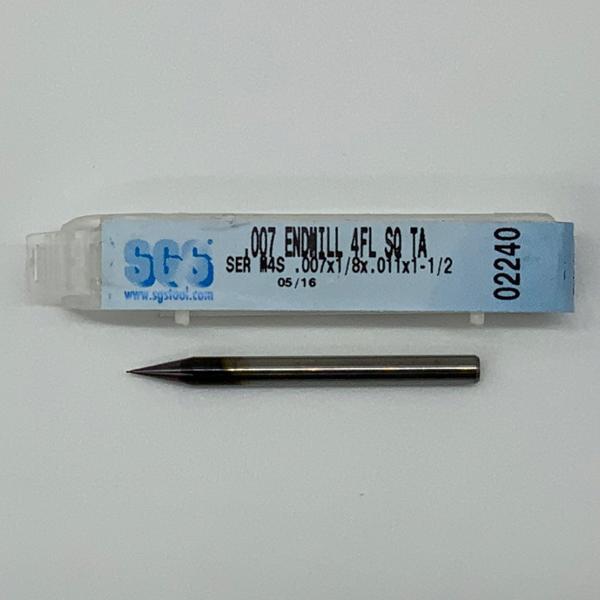 SGS
www.sgstool.com
.007 ENDMILL 4FL SQ TA
SER M4S .007x1/8x.011x1-1/2
05/16
02240